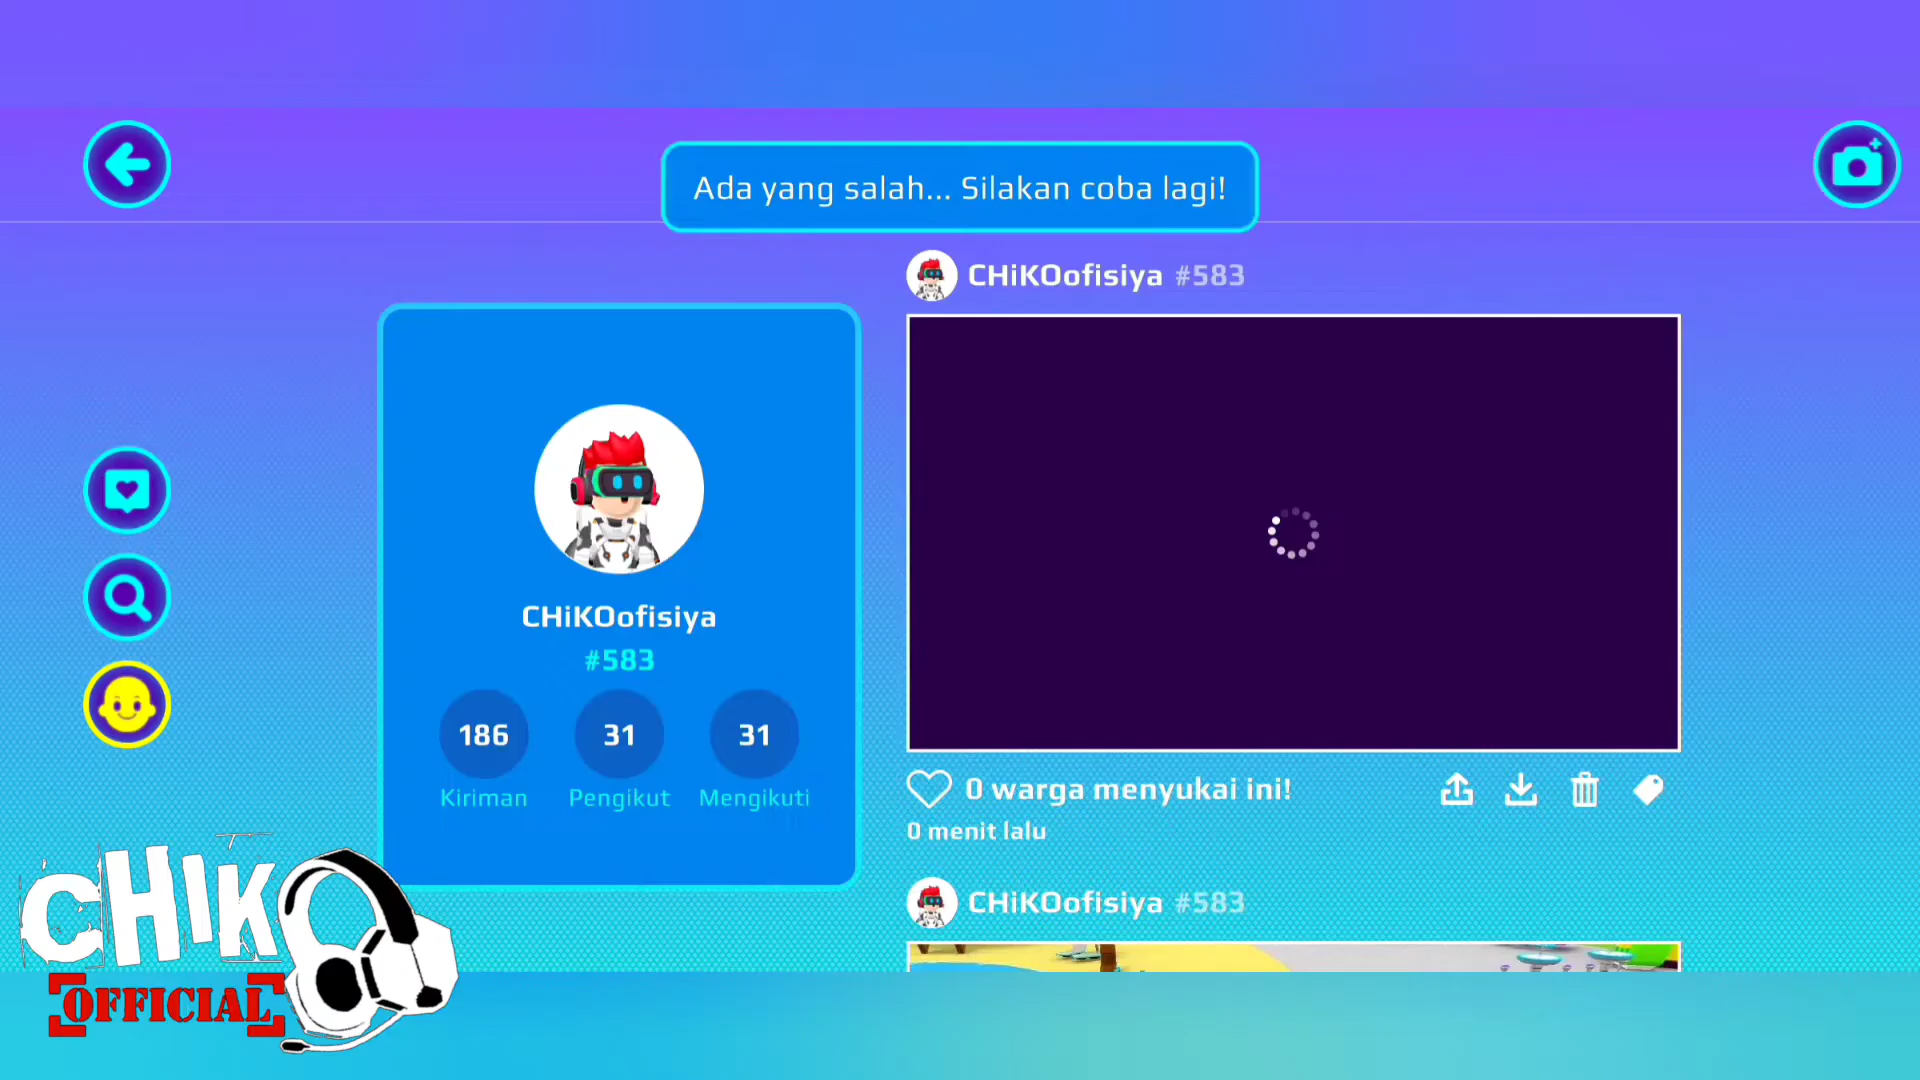 Ada yang salah... Silakan coba lagi!
CHiKOofisiya #583
CHiKOofisiya
#583
186
31
31
Kiriman
Pengikut
Mengikuti
0 warga menyukai ini!
0 menit lalu
CHiKOofisiya #583
CHIKO
OFFICIAL